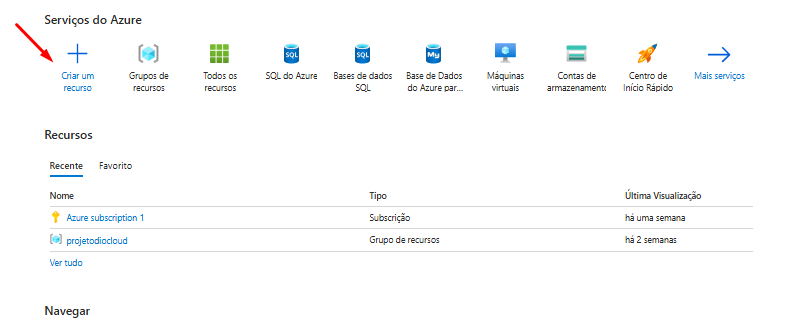 Serviços do Azure
Criar um recurso
Grupos de recursos
Todos os recursos
SQL do Azure
Bases de dados SQL
Base de Dados do Azure par...
Máquinas virtuais
Contas de armazenamento
Centro de Início Rápido
Mais serviços
Recursos
Recente Favorito
Nome Tipo Última Visualização
Azure subscription 1 Subscrição há uma semana
projetodiocloud Grupo de recursos há 2 semanas
Ver tudo
Navegar